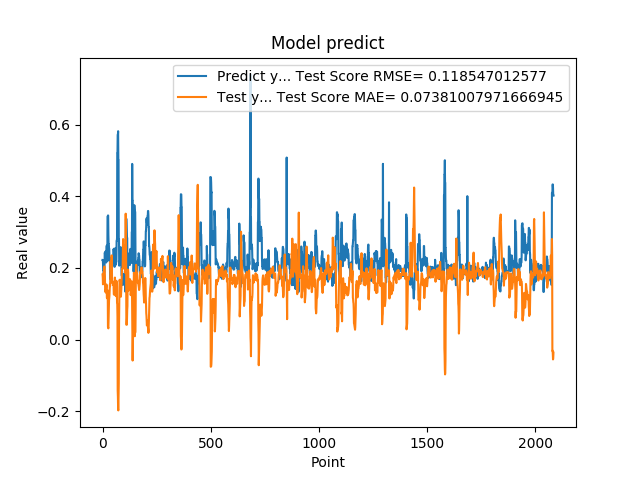 Model predict
Predict y... Test Score RMSE= 0.118547012577
Test y... Test Score MAE= 0.07381007971666945
Real value
0.6
0.4
0.2
0.0
−0.2
0 500 1000 1500 2000
Point